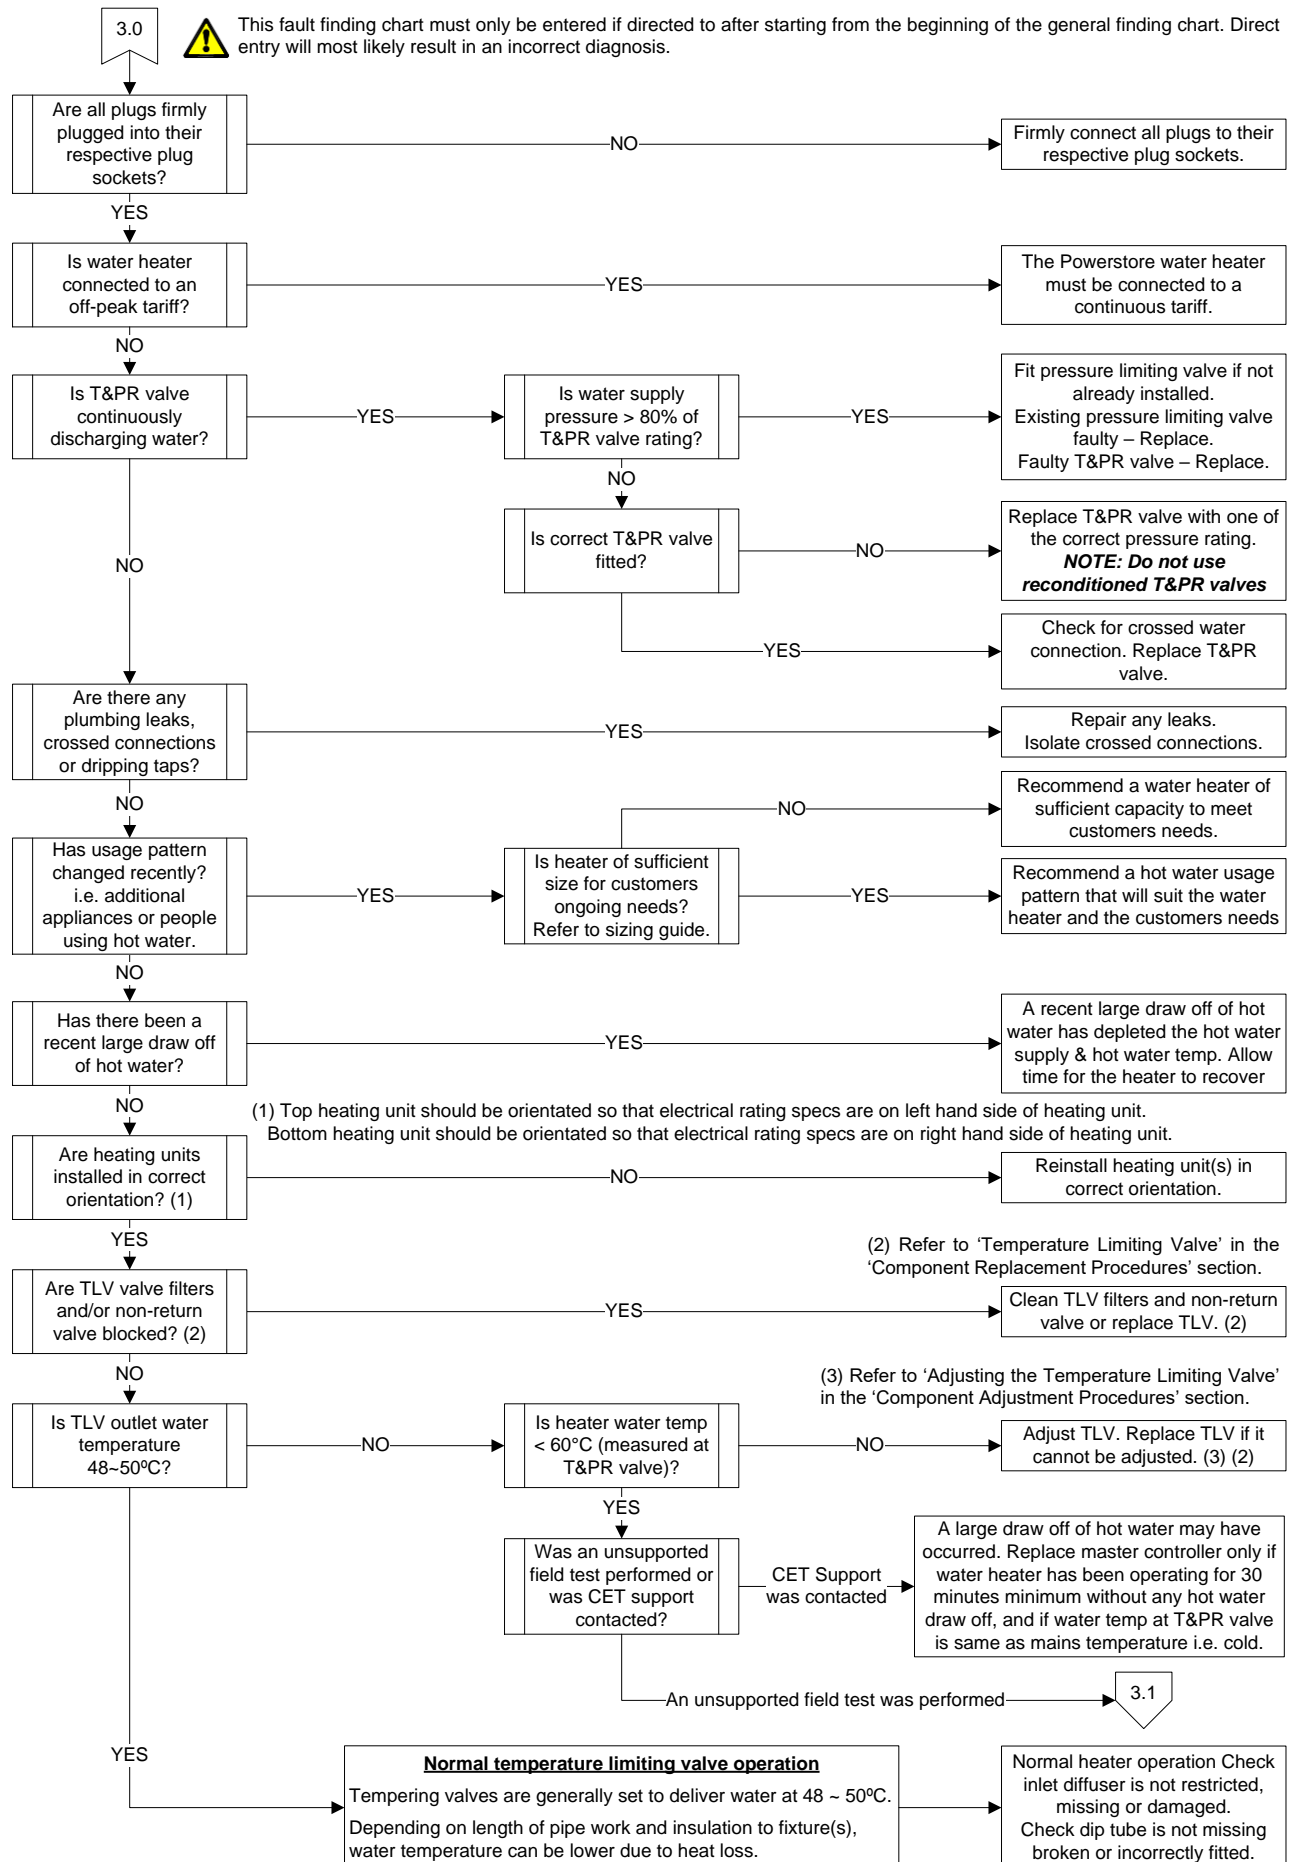 3.0
This fault finding chart must only be entered if directed to after starting from the beginning of the general finding chart. Direct
entry will most likely result in an incorrect diagnosis.
Are all plugs firmly
plugged into their
respective plug
sockets?
NO
Firmly connect all plugs to their
respective plug sockets.
YES
Is water heater
connected to an
off-peak tariff?
YES
The Powerstore water heater
must be connected to a
continuous tariff.
NO
Is T&PR valve
continuously
discharging water?
YES
Is water supply
pressure > 80% of
T&PR valve rating?
YES
Fit pressure limiting valve if not
already installed.
Existing pressure limiting valve
faulty – Replace.
Faulty T&PR valve – Replace.
NO
Is correct T&PR valve
fitted?
NO
Replace T&PR valve with one of
the correct pressure rating.
NOTE: Do not use
reconditioned T&PR valves
NO
YES
Check for crossed water
connection. Replace T&PR
valve.
Are there any
plumbing leaks,
crossed connections
or dripping taps?
YES
Repair any leaks.
Isolate crossed connections.
NO
Has usage pattern
changed recently?
i.e. additional
appliances or people
using hot water.
YES
Is heater of sufficient
size for customers
ongoing needs?
Refer to sizing guide.
NO
Recommend a water heater of
sufficient capacity to meet
customers needs.
YES
Recommend a hot water usage
pattern that will suit the water
heater and the customers needs
NO
Has there been a
recent large draw off
of hot water?
YES
A recent large draw off of hot
water has depleted the hot water
supply & hot water temp. Allow
time for the heater to recover
NO
(1) Top heating unit should be orientated so that electrical rating specs are on left hand side of heating unit.
Bottom heating unit should be orientated so that electrical rating specs are on right hand side of heating unit.
Are heating units
installed in correct
orientation? (1)
NO
Reinstall heating unit(s) in
correct orientation.
YES
(2) Refer to ‘Temperature Limiting Valve’ in the
‘Component Replacement Procedures’ section.
Are TLV valve filters
and/or non-return
valve blocked? (2)
YES
Clean TLV filters and non-return
valve or replace TLV. (2)
NO
(3) Refer to ‘Adjusting the Temperature Limiting Valve’
in the ‘Component Adjustment Procedures’ section.
Is TLV outlet water
temperature
48~50ºC?
NO
Is heater water temp
< 60°C (measured at
T&PR valve)?
NO
Adjust TLV. Replace TLV if it
cannot be adjusted. (3) (2)
YES
Was an unsupported
field test performed or
was CET support
contacted?
CET Support
was contacted
A large draw off of hot water may have
occurred. Replace master controller only if
water heater has been operating for 30
minutes minimum without any hot water
draw off, and if water temp at T&PR valve
is same as mains temperature i.e. cold.
An unsupported field test was performed
3.1
YES
Normal temperature limiting valve operation
Tempering valves are generally set to deliver water at 48 ~ 50ºC.
Depending on length of pipe work and insulation to fixture(s),
water temperature can be lower due to heat loss.
Normal heater operation Check
inlet diffuser is not restricted,
missing or damaged.
Check dip tube is not missing
broken or incorrectly fitted.